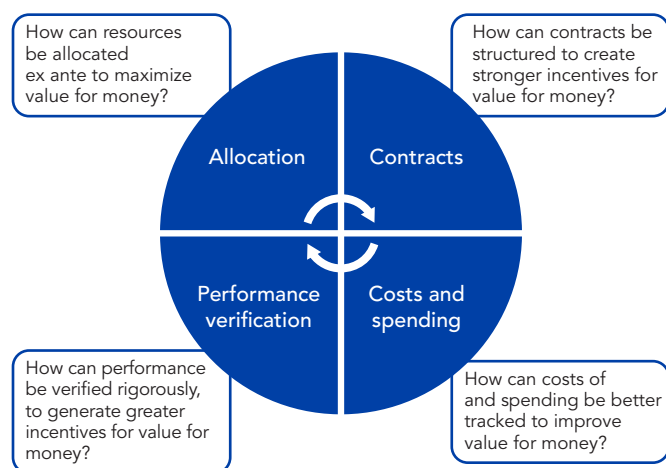 How can resources
be allocated
ex ante to maximize
value for money?
How can contracts be
structured to create
stronger incentives for
value for money?
Allocation
Contracts
Performance
verification
Costs and
spending
How can performance
be verified rigorously,
to generate greater
incentives for value for
money?
How can costs of
and spending be better
tracked to improve
value for money?